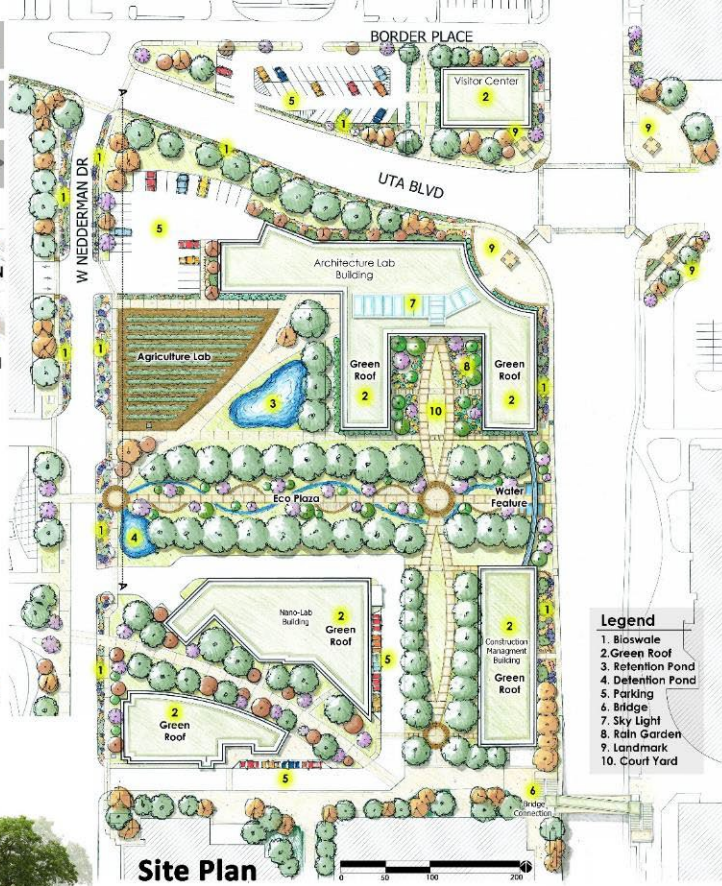 BORDER PLACE
Visitor Center
2
5
1
9
9
W NEDDERMAN DR
1
1
1
UTA BLVD
5
9
9
Architecture Lab
Building
7
Agriculture Lab
1
1
3
Green
Roof
2
8
10
Green
Roof
2
1
Eco Plaza
Water
Feature
1
4
Nano-Lab
Building
2
Green
Roof
5
2
Construction
Managment
Building
Green
Roof
1
1
2
Green
Roof
5
6
Bridge
Connection
Legend
1. Bioswale
2.Green Roof
3. Retention Pond
4. Detention Pond
5. Parking
6. Bridge
7. Sky Light
8. Rain Garden
9. Landmark
10. Court Yard
A
A
Site Plan
0 50 100 200